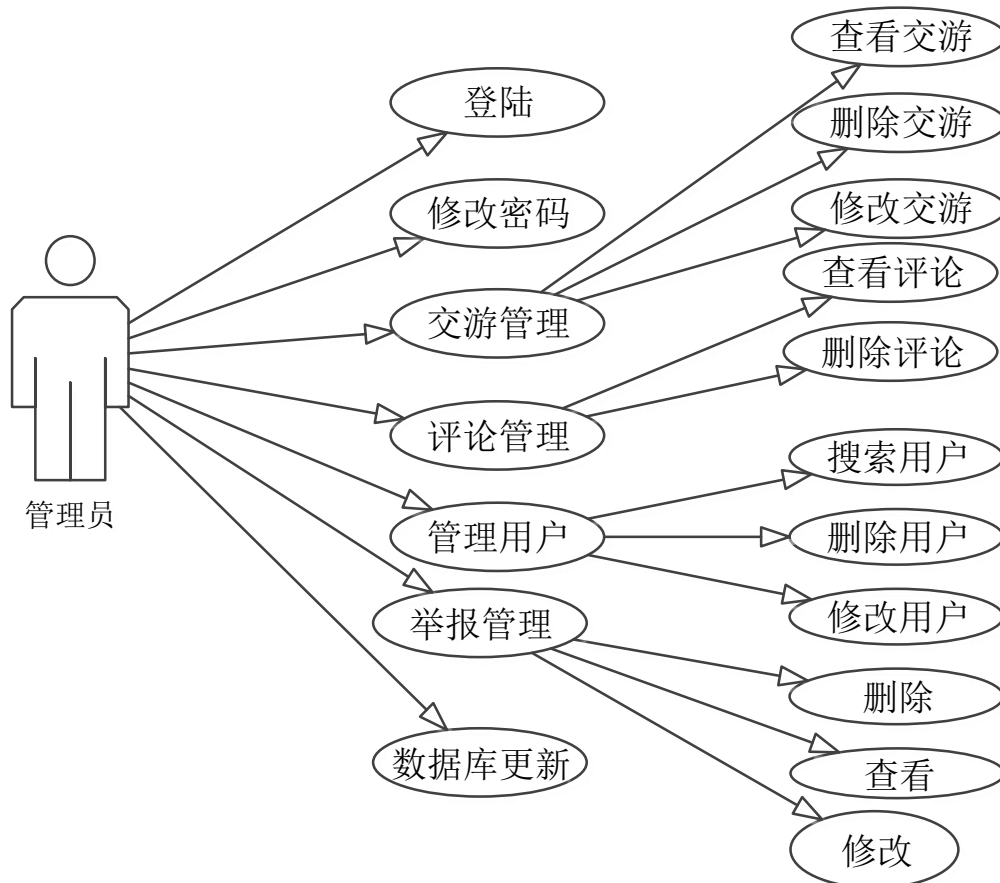 管理员
登陆
修改密码
交游管理
评论管理
管理用户
举报管理
数据库更新
查看交游
删除交游
修改交游
查看评论
删除评论
搜索用户
删除用户
修改用户
删除
查看
修改